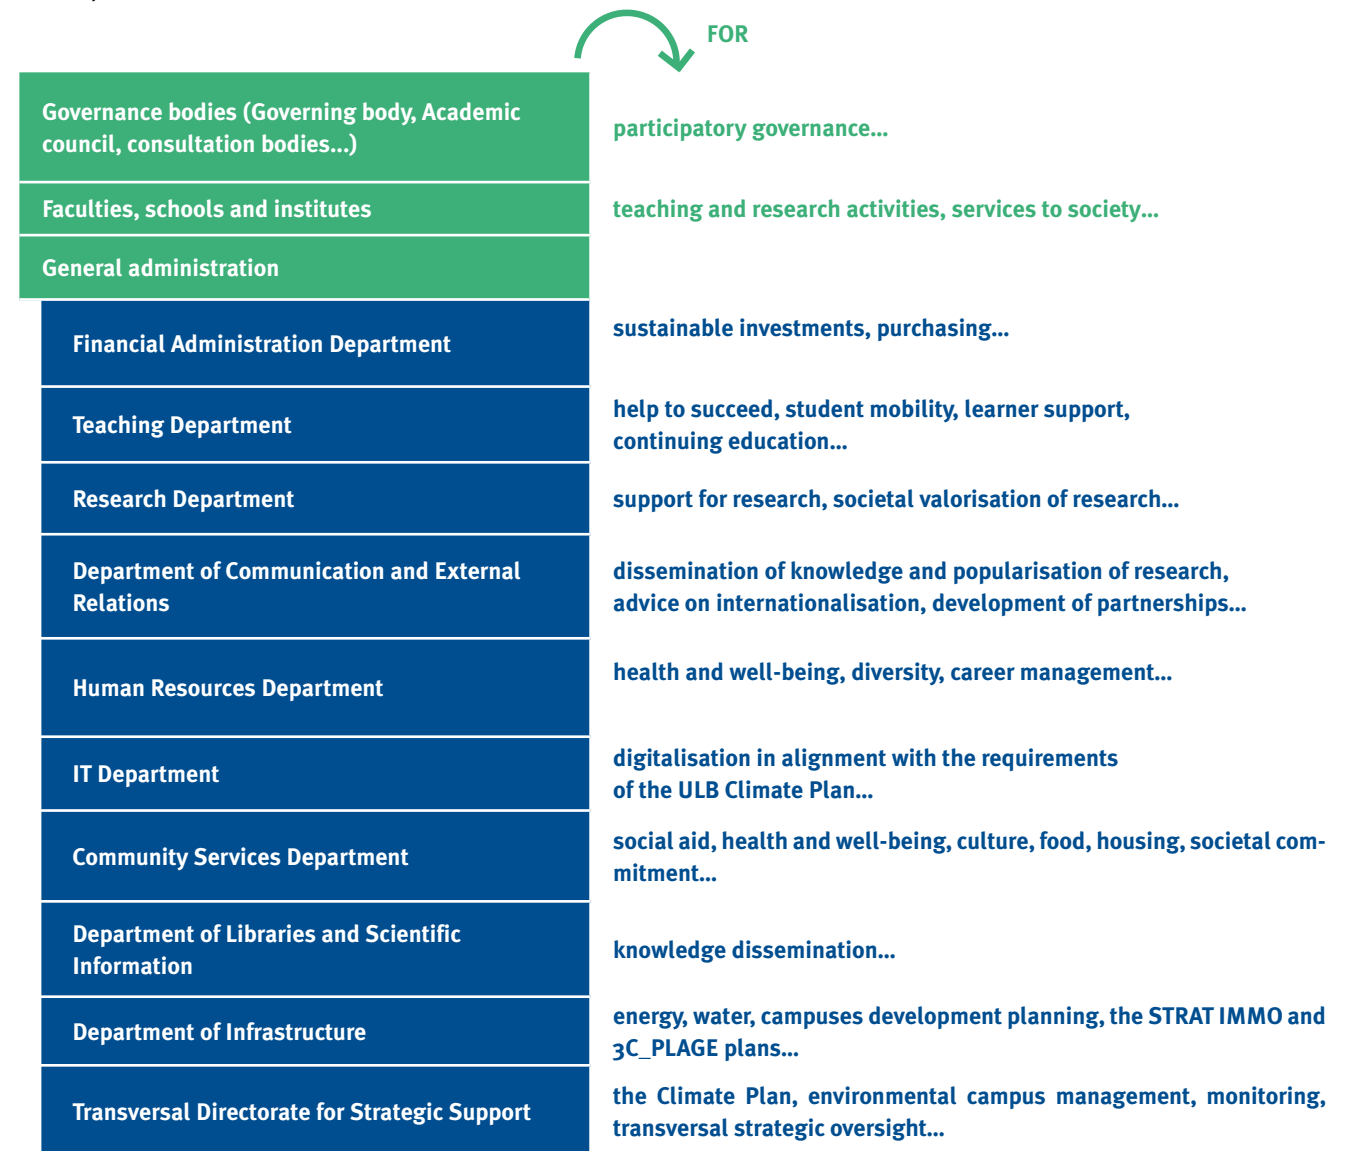 FOR
Governance bodies (Governing body, Academic
council, consultation bodies...)
participatory governance...
Faculties, schools and institutes
teaching and research activities, services to society...
General administration
Financial Administration Department
sustainable investments, purchasing...
Teaching Department
help to succeed, student mobility, learner support,
continuing education...
Research Department
support for research, societal valorisation of research...
Department of Communication and External
Relations
dissemination of knowledge and popularisation of research,
advice on internationalisation, development of partnerships...
Human Resources Department
health and well-being, diversity, career management...
IT Department
digitalisation in alignment with the requirements
of the ULB Climate Plan...
Community Services Department
social aid, health and well-being, culture, food, housing, societal com-
mitment...
Department of Libraries and Scientific
Information
knowledge dissemination...
Department of Infrastructure
energy, water, campuses development planning, the STRAT IMMO and
3C_PLAGE plans...
Transversal Directorate for Strategic Support
the Climate Plan, environmental campus management, monitoring,
transversal strategic oversight...